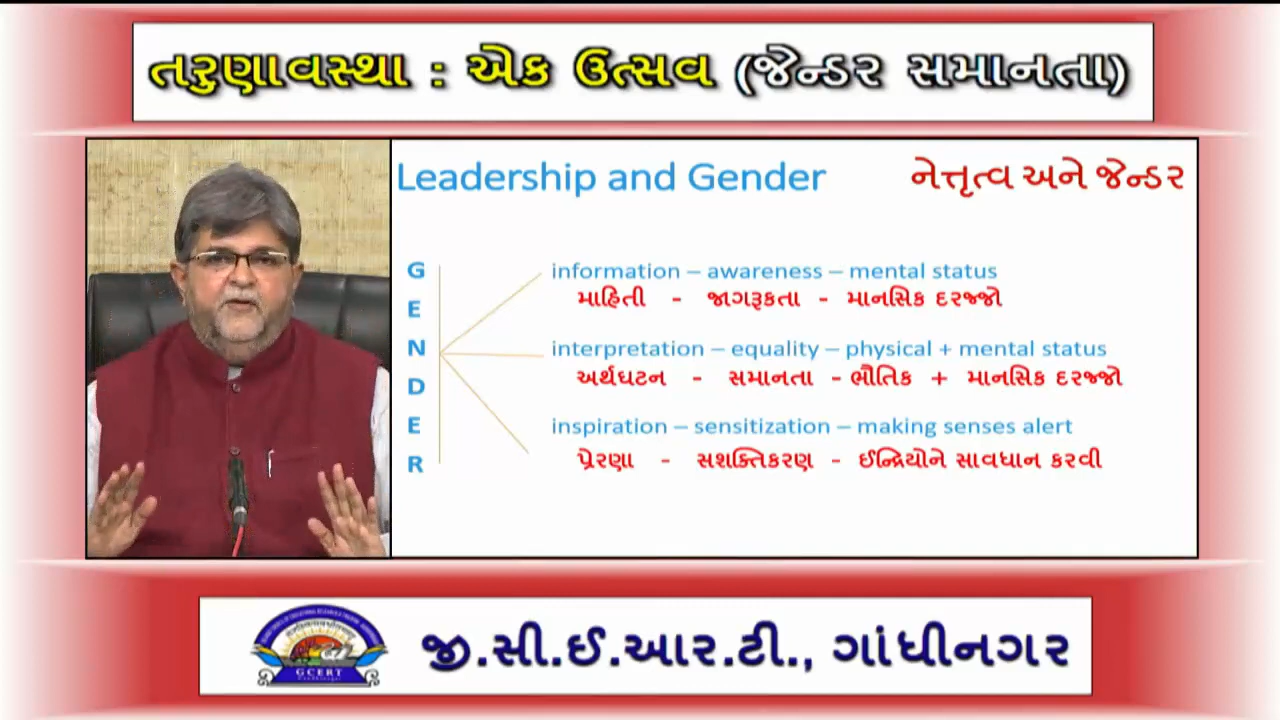 તરુણાવસ્થા : એક ઉત્સવ (જેન્ડર સમાનતા)
Leadership and Gender
નેત્તૃત્વ અને જેન્ડર
G
E
N
D
E
R
information – awareness – mental status
માહિતી - જાગરૂકતા - માનસિક દરજ્જો
interpretation – equality – physical + mental status
અર્થઘટન - સમાનતા - ભૌતિક + માનસિક દરજ્જો
inspiration – sensitization – making senses alert
પ્રેરણા - સશક્તિકરણ - ઈન્દ્રિયોને સાવધાન કરવી
GCERT
જી.સી.ઈ.આર.ટી., ગાંધીનગર